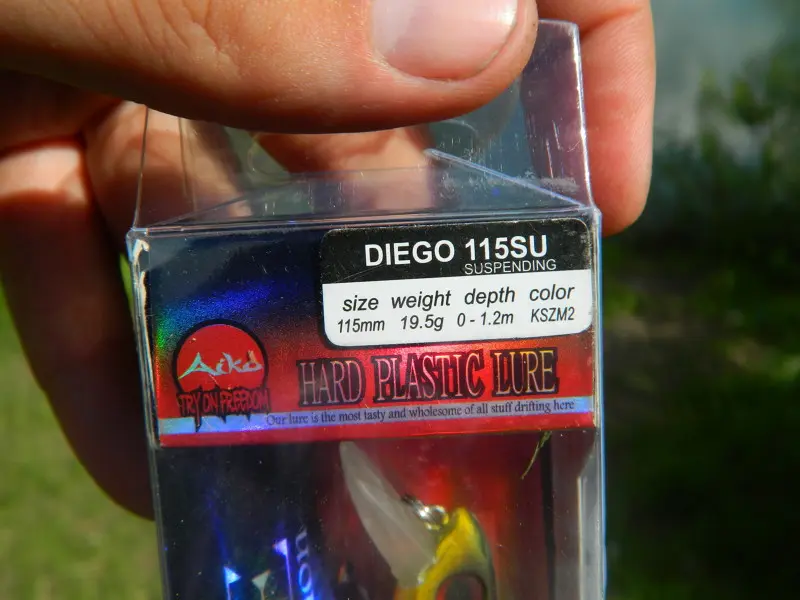 DIEGO 115SU
SUSPENDING
size weight depth color
115mm 19.5g 0 - 1.2m KSZM2
Aiko
TRY ON FREEDOM
HARD PLASTIC LURE
Our lure is the most tasty and wholesome of all stuff drifting here